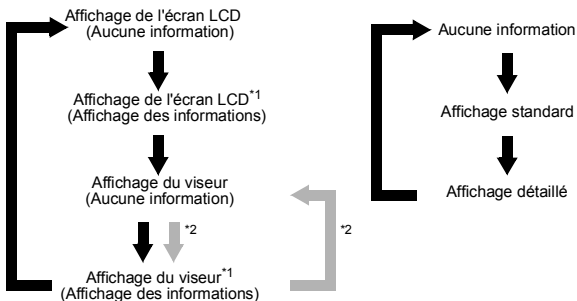 Affichage de l'écran LCD
(Aucune information)
Affichage de l'écran LCD*1
(Affichage des informations)
Affichage du viseur
(Aucune information)
*2
*2
Affichage du viseur*1
(Affichage des informations)
Aucune information
Affichage standard
Affichage détaillé